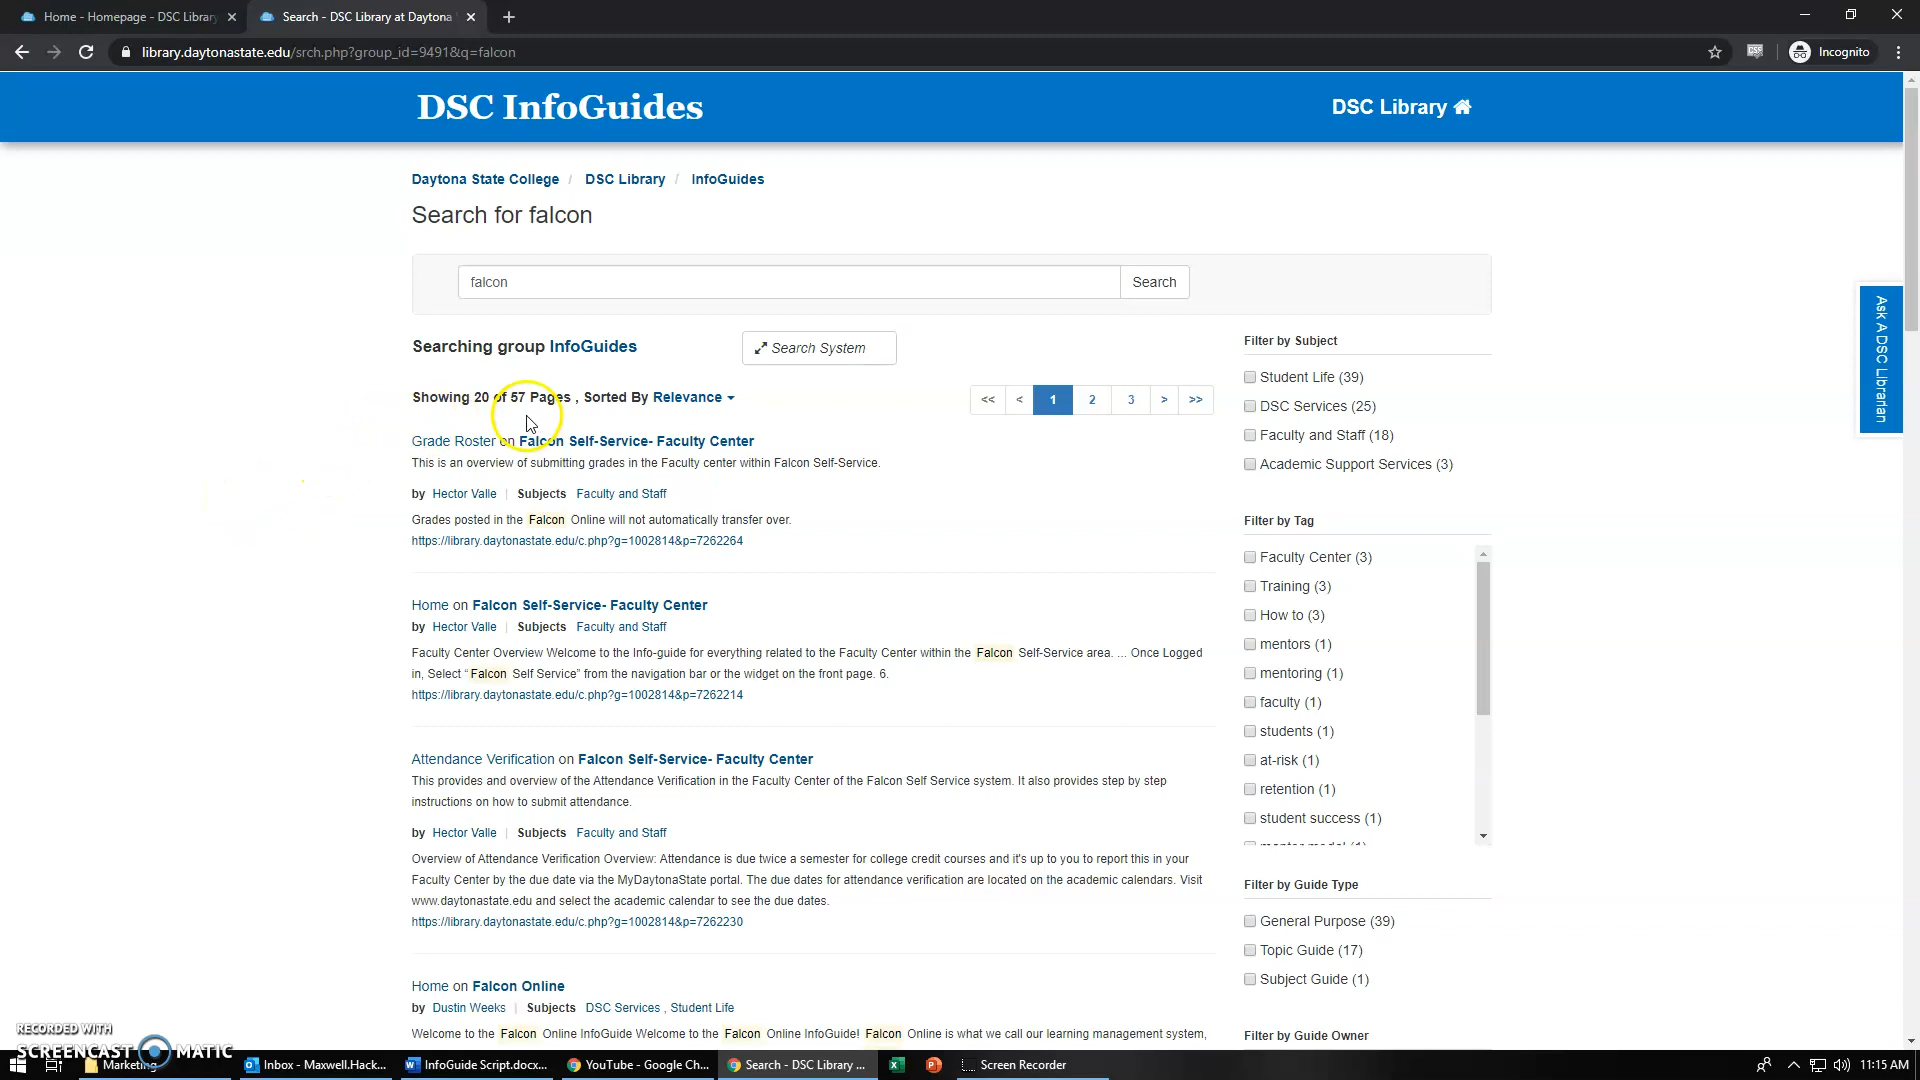 Home - Homepage - DSC Library
Search - DSC Library at Daytona
library.daytonastate.edu/srch.php?group_id=9491&q=falcon
Incognito
DSC InfoGuides
DSC Library
Daytona State College / DSC Library / InfoGuides
Search for falcon
falcon
Search
Searching group InfoGuides
Search System
Showing 20 of 57 Pages , Sorted By Relevance
<< < 1 2 3 > >>
Grade Roster on Falcon Self-Service- Faculty Center
This is an overview of submitting grades in the Faculty center within Falcon Self-Service.
by Hector Valle | Subjects Faculty and Staff
Grades posted in the Falcon Online will not automatically transfer over.
https://library.daytonastate.edu/c.php?g=1002814&p=7262264
Home on Falcon Self-Service- Faculty Center
by Hector Valle | Subjects Faculty and Staff
Faculty Center Overview Welcome to the Info-guide for everything related to the Faculty Center within the Falcon Self-Service area. ... Once Logged
in, Select “Falcon Self Service” from the navigation bar or the widget on the front page. 6.
https://library.daytonastate.edu/c.php?g=1002814&p=7262214
Attendance Verification on Falcon Self-Service- Faculty Center
This provides and overview of the Attendance Verification in the Faculty Center of the Falcon Self Service system. It also provides step by step
instructions on how to submit attendance.
by Hector Valle | Subjects Faculty and Staff
Overview of Attendance Verification Overview: Attendance is due twice a semester for college credit courses and it's up to you to report this in your
Faculty Center by the due date via the MyDaytonaState portal. The due dates for attendance verification are located on the academic calendars. Visit
www.daytonastate.edu and select the academic calendar to see the due dates.
https://library.daytonastate.edu/c.php?g=1002814&p=7262230
Home on Falcon Online
by Dustin Weeks | Subjects DSC Services , Student Life
Welcome to the Falcon Online InfoGuide Welcome to the Falcon Online InfoGuide! Falcon Online is what we call our learning management system,
Filter by Subject
Student Life (39)
DSC Services (25)
Faculty and Staff (18)
Academic Support Services (3)
Filter by Tag
Faculty Center (3)
Training (3)
How to (3)
mentors (1)
mentoring (1)
faculty (1)
students (1)
at-risk (1)
retention (1)
student success (1)
mentor model (1)
Filter by Guide Type
General Purpose (39)
Topic Guide (17)
Subject Guide (1)
Filter by Guide Owner
Ask A DSC Librarian
RECORDED WITH
SCREENCAST MATIC
Marketing
Inbox - Maxwell.Hack...
InfoGuide Script.docx...
YouTube - Google Ch...
Search - DSC Library ...
Screen Recorder
11:15 AM